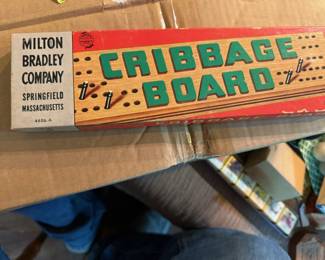 MILTON
BRADLEY
COMPANY
SPRINGFIELD
MASSACHUSETTS
CRIBBAGE
BOARD